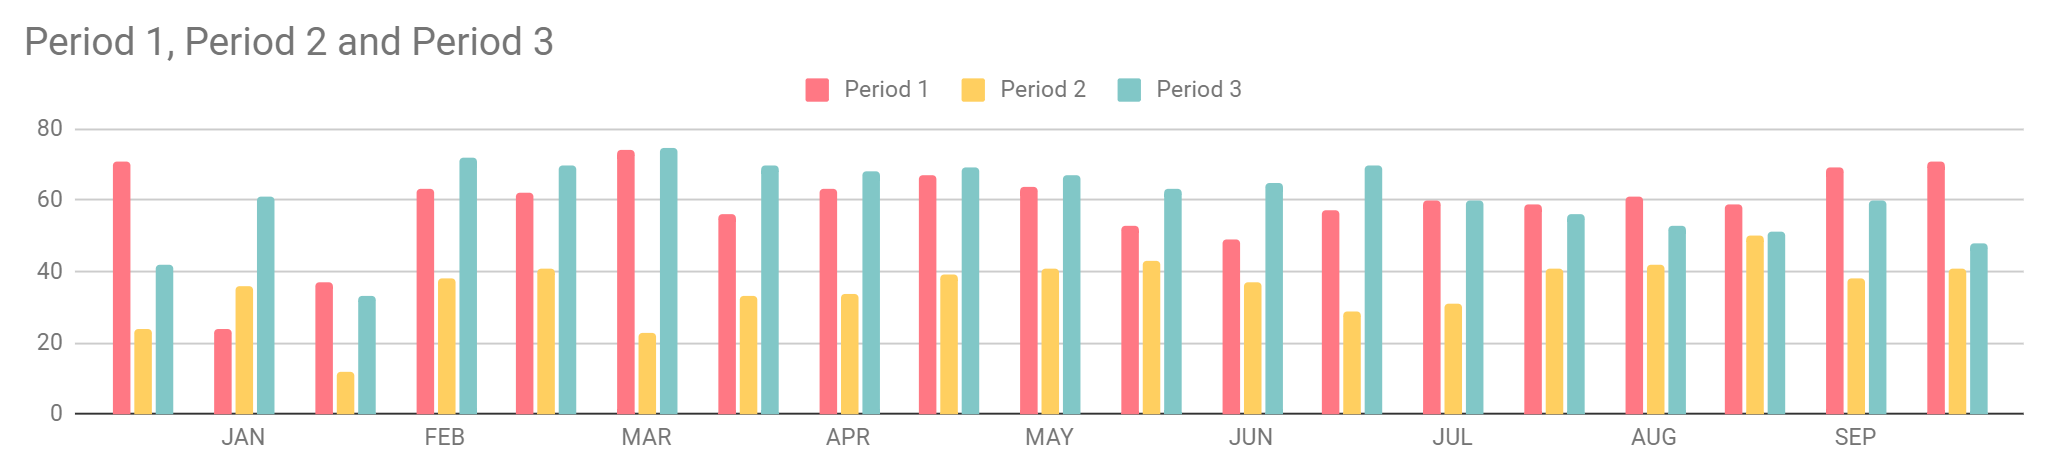 Period 1, Period 2 and Period 3
Period 1 Period 2 Period 3
80
60
40
20
0
JAN FEB MAR APR MAY JUN JUL AUG SEP